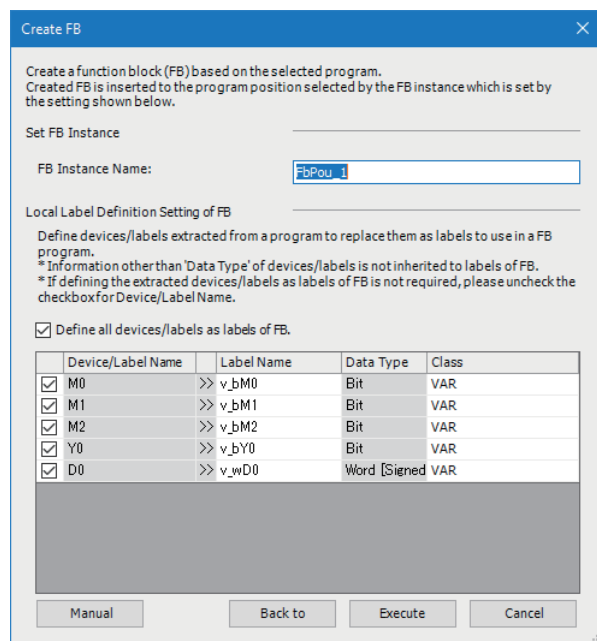 Create FB
Create a function block (FB) based on the selected program.
Created FB is inserted to the program position selected by the FB instance which is set by
the setting shown below.
Set FB Instance
FB Instance Name: FbPou_1
Local Label Definition Setting of FB
Define devices/labels extracted from a program to replace them as labels to use in a FB
program.
* Information other than 'Data Type' of devices/labels is not inherited to labels of FB.
* If defining the extracted devices/labels as labels of FB is not required, please uncheck the
checkbox for Device/Label Name.
Define all devices/labels as labels of FB.
Device/Label Name Label Name Data Type Class
M0 >> v_bM0 Bit VAR
M1 >> v_bM1 Bit VAR
M2 >> v_bM2 Bit VAR
Y0 >> v_bY0 Bit VAR
D0 >> v_wD0 Word [Signed VAR
Manual Back to Execute Cancel